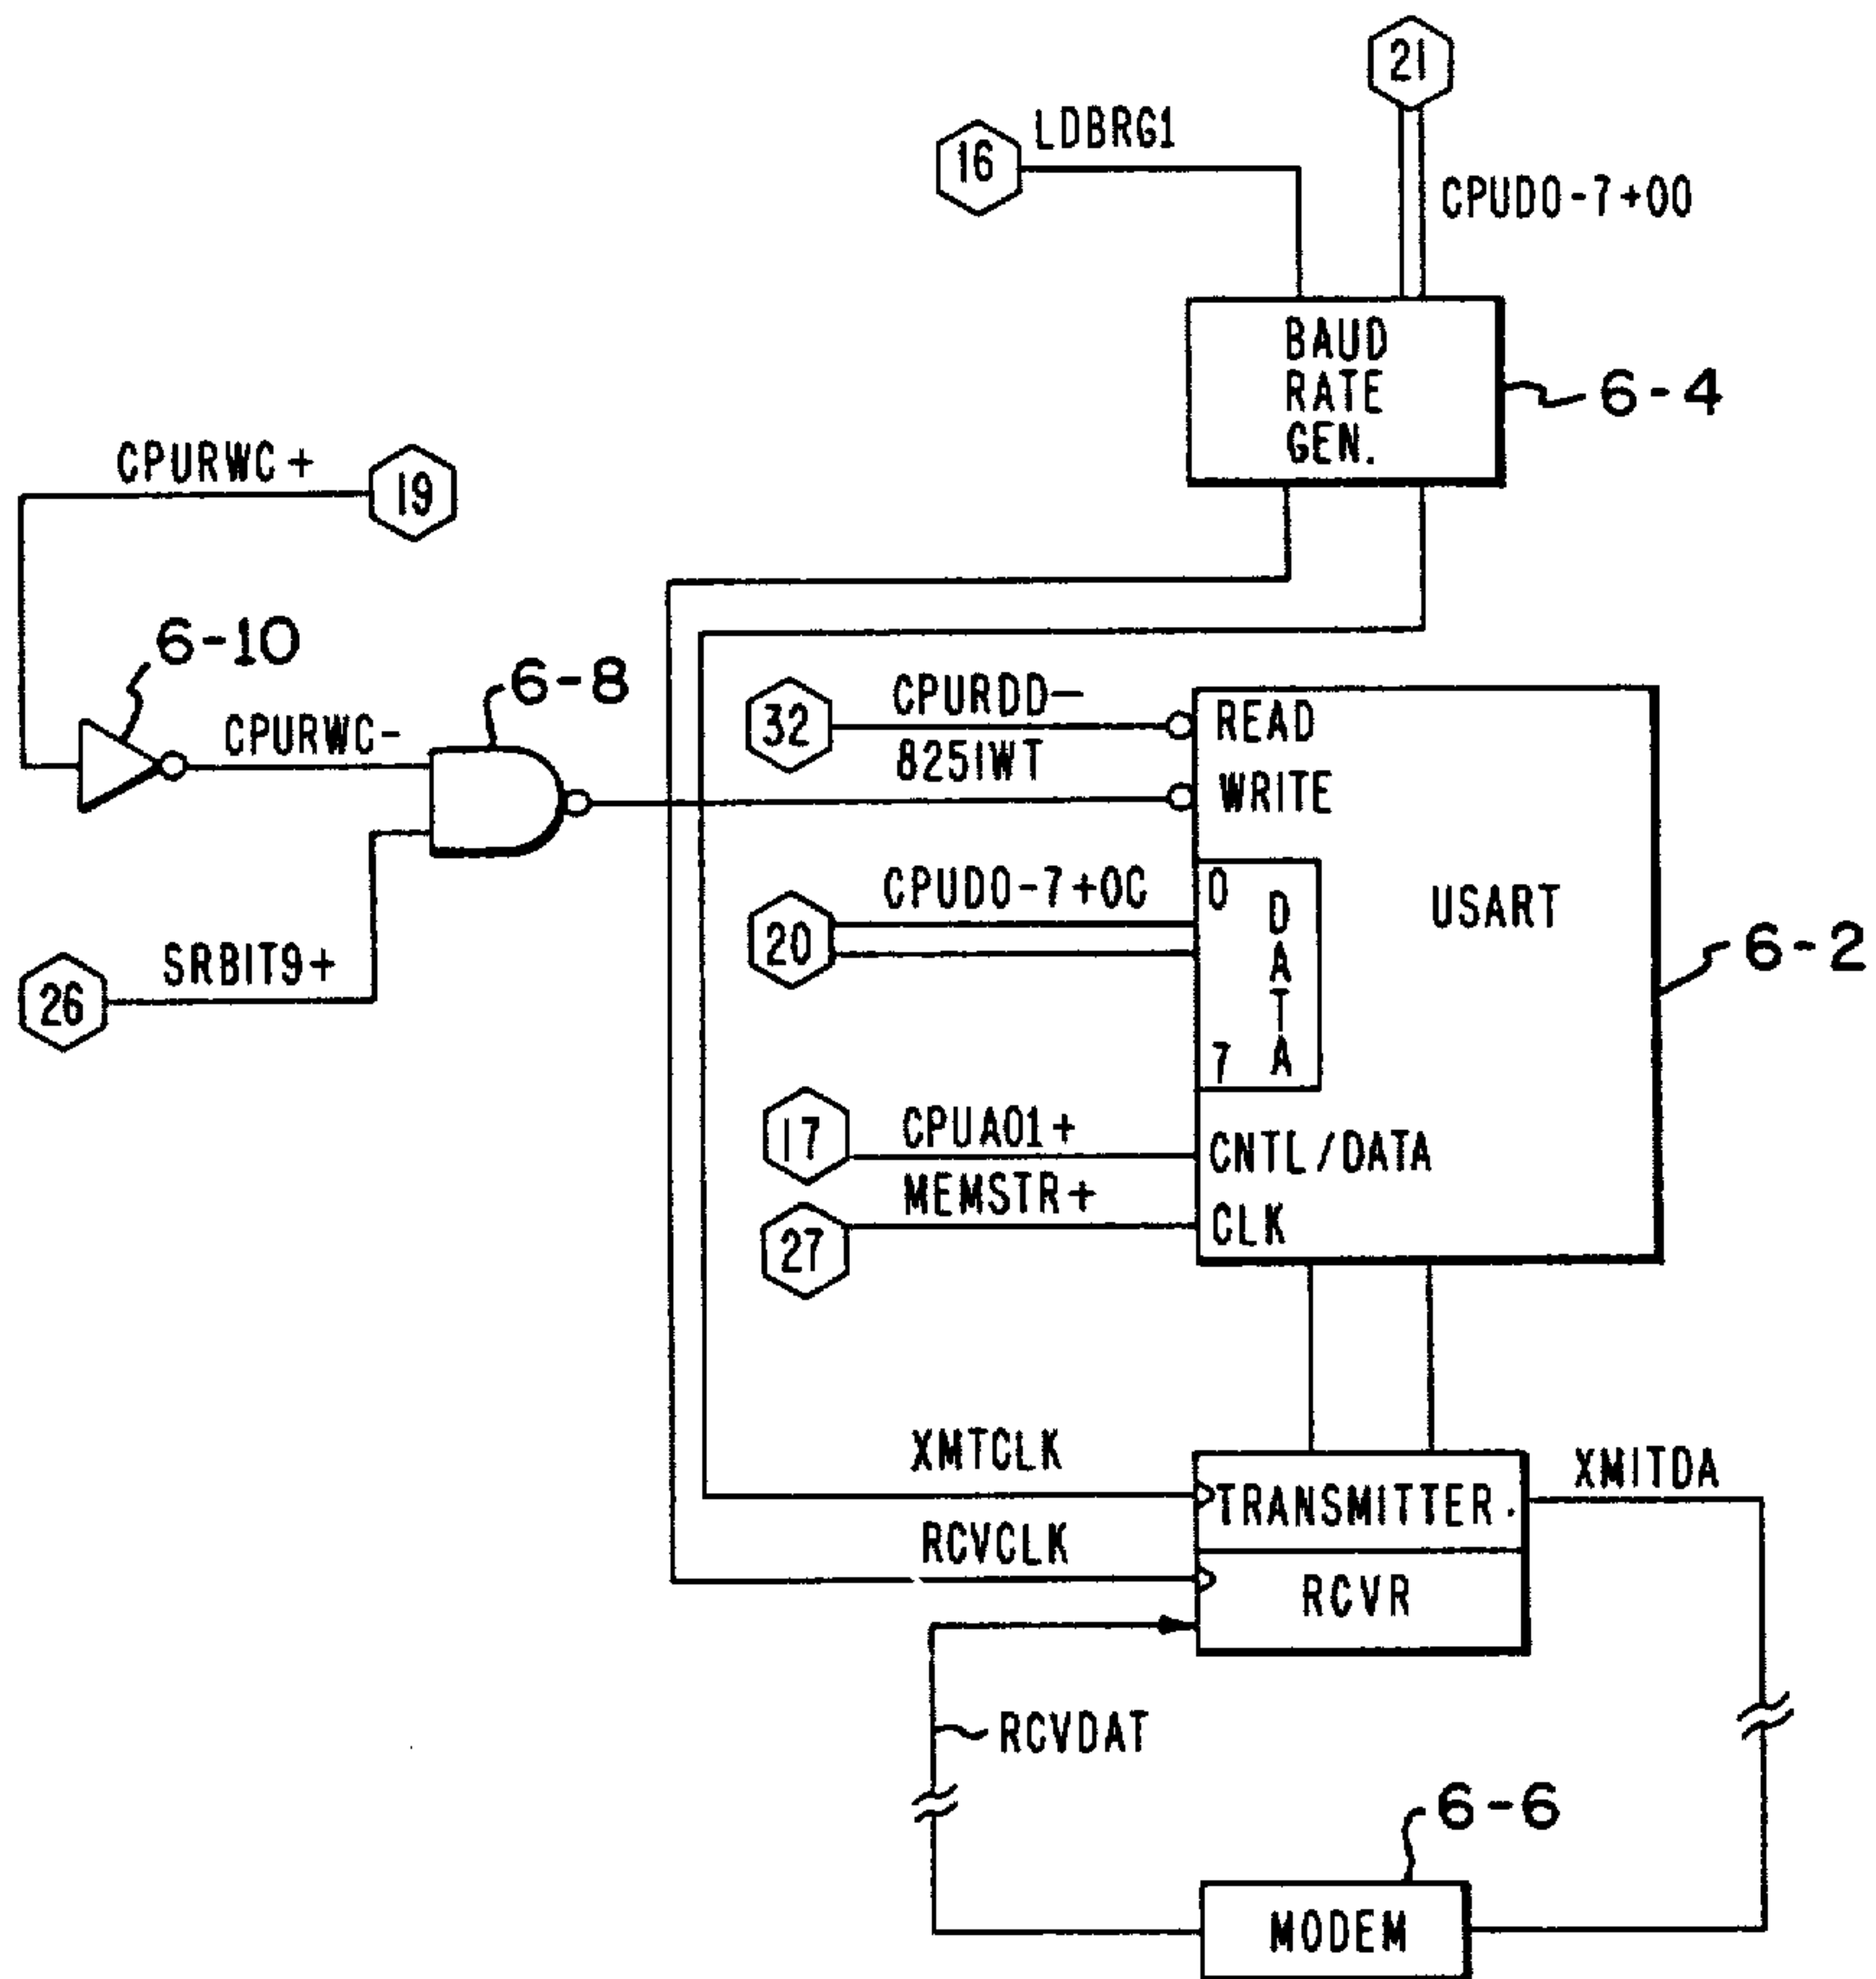 21
16
LDBRG1
CPUD0-7+00
BAUD
RATE
GEN.
6-4
CPURWC+
19
6-10
6-8
CPURWC-
32
CPURDD-
READ
8251WT
WRITE
CPUD0-7+0C
20
0
DATA
7
USART
6-2
SRBIT9+
26
17
CPUA01+
CNTL/DATA
MEMSTR+
27
CLK
XMTCLK
TRANSMITTER.
XMITDA
RCVCLK
RCVR
RCVDAT
6-6
MODEM